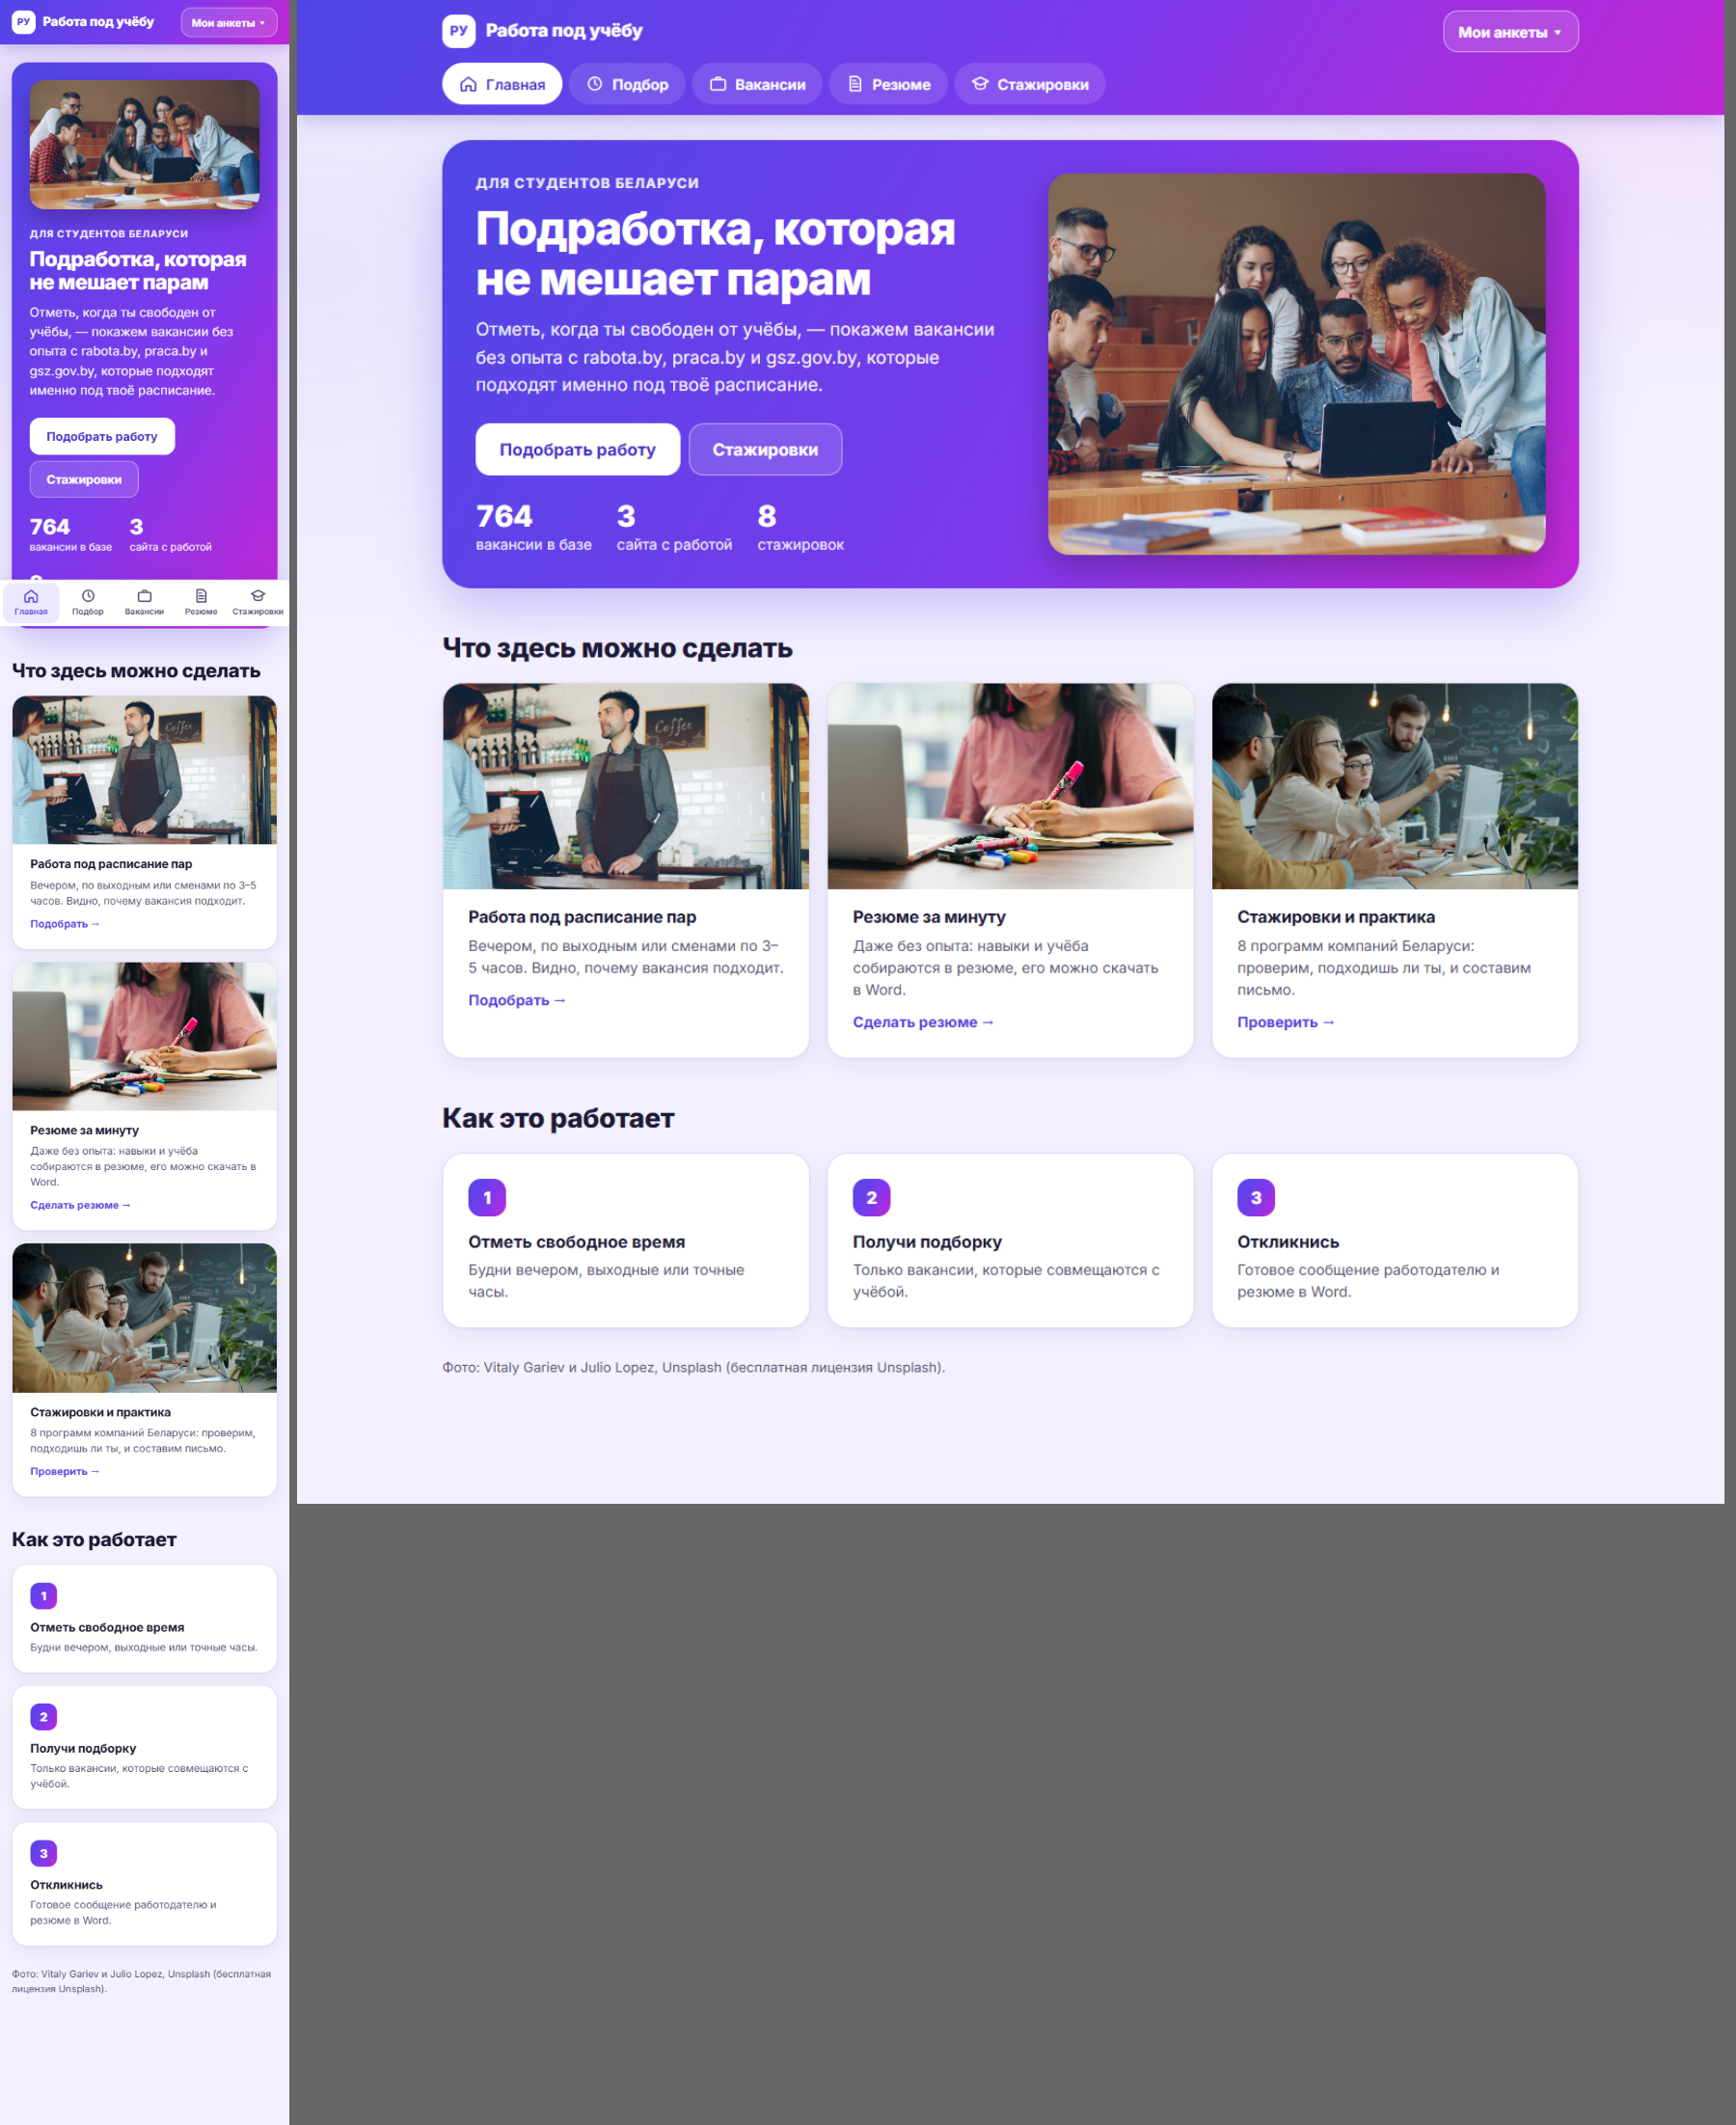 РУ Работа под учёбу
Мои анкеты ▾
ДЛЯ СТУДЕНТОВ БЕЛАРУСИ
Подработка, которая
не мешает парам
Отметь, когда ты свободен от
учёбы, — покажем вакансии без
опыта с rabota.by, praca.by и
gsz.gov.by, которые подходят
именно под твоё расписание.
Подобрать работу
Стажировки
764
вакансии в базе
3
сайта с работой
Главная
Подбор
Вакансии
Резюме
Стажировки
Что здесь можно сделать
Coffee
Работа под расписание пар
Вечером, по выходным или сменами по 3–5
часов. Видно, почему вакансия подходит.
Подобрать →
Резюме за минуту
Даже без опыта: навыки и учёба
собираются в резюме, его можно скачать в
Word.
Сделать резюме →
Стажировки и практика
8 программ компаний Беларуси: проверим,
подходишь ли ты, и составим письмо.
Проверить →
Как это работает
1
Отметь свободное время
Будни вечером, выходные или точные часы.
2
Получи подборку
Только вакансии, которые совмещаются с
учёбой.
3
Откликнись
Готовое сообщение работодателю и
резюме в Word.
Фото: Vitaly Gariev и Julio Lopez, Unsplash (бесплатная
лицензия Unsplash).
РУ Работа под учёбу
Мои анкеты ▾
Главная
Подбор
Вакансии
Резюме
Стажировки
ДЛЯ СТУДЕНТОВ БЕЛАРУСИ
Подработка, которая
не мешает парам
Отметь, когда ты свободен от учёбы, — покажем вакансии
без опыта с rabota.by, praca.by и gsz.gov.by, которые
подходят именно под твоё расписание.
Подобрать работу
Стажировки
764
вакансии в базе
3
сайта с работой
8
стажировок
Что здесь можно сделать
Coffee
Работа под расписание пар
Вечером, по выходным или сменами по 3–
5 часов. Видно, почему вакансия подходит.
Подобрать →
Резюме за минуту
Даже без опыта: навыки и учёба
собираются в резюме, его можно скачать
в Word.
Сделать резюме →
Стажировки и практика
8 программ компаний Беларуси:
проверим, подходишь ли ты, и составим
письмо.
Проверить →
Как это работает
1
Отметь свободное время
Будни вечером, выходные или точные
часы.
2
Получи подборку
Только вакансии, которые совмещаются с
учёбой.
3
Откликнись
Готовое сообщение работодателю и
резюме в Word.
Фото: Vitaly Gariev и Julio Lopez, Unsplash (бесплатная лицензия Unsplash).